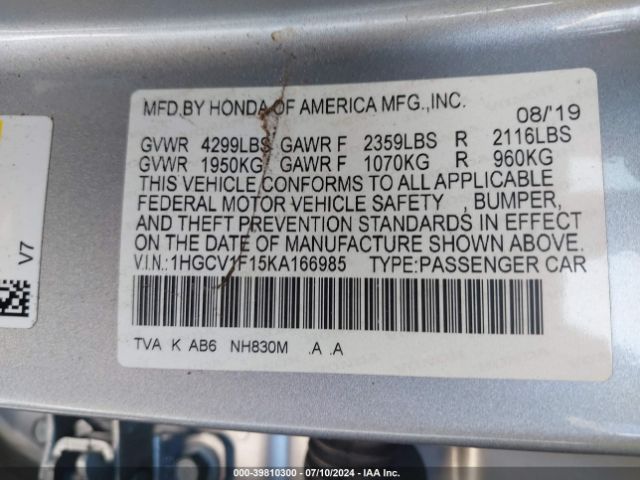 MFD.BY HONDA OF AMERICA MFG.,INC.
08/'19
GVWR 4299LBS GAWR F 2359LBS R 2116LBS
GVWR 1950KG GAWR F 1070KG R 960KG
THIS VEHICLE CONFORMS TO ALL APPLICABLE
FEDERAL MOTOR VEHICLE SAFETY , BUMPER,
AND THEFT PREVENTION STANDARDS IN EFFECT
ON THE DATE OF MANUFACTURE SHOWN ABOVE.
V.I.N.:1HGCV1F15KA166985 TYPE:PASSENGER CAR
TVA K AB6 NH830M .A .A
V7
000-39810300 - 07/10/2024 - IAA Inc.